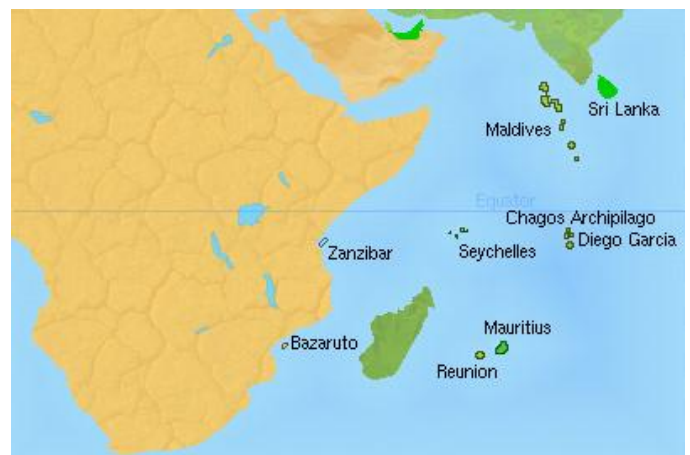 Sri Lanka
Maldives
Equator
Chagos Archipilago
Diego Garcia
Zanzibar
Seychelles
Mauritius
Bazaruto
Reunion